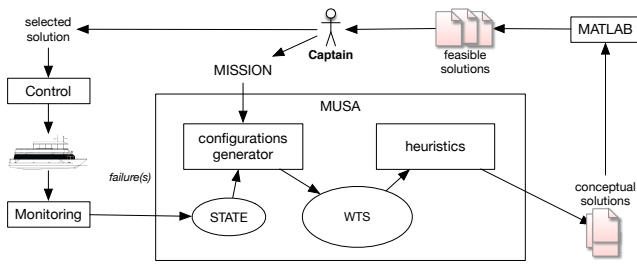 selected
solution
Captain
feasible
solutions
MATLAB
MISSION
Control
MUSA
configurations
generator
heuristics
failure(s)
Monitoring
STATE
WTS
conceptual
solutions